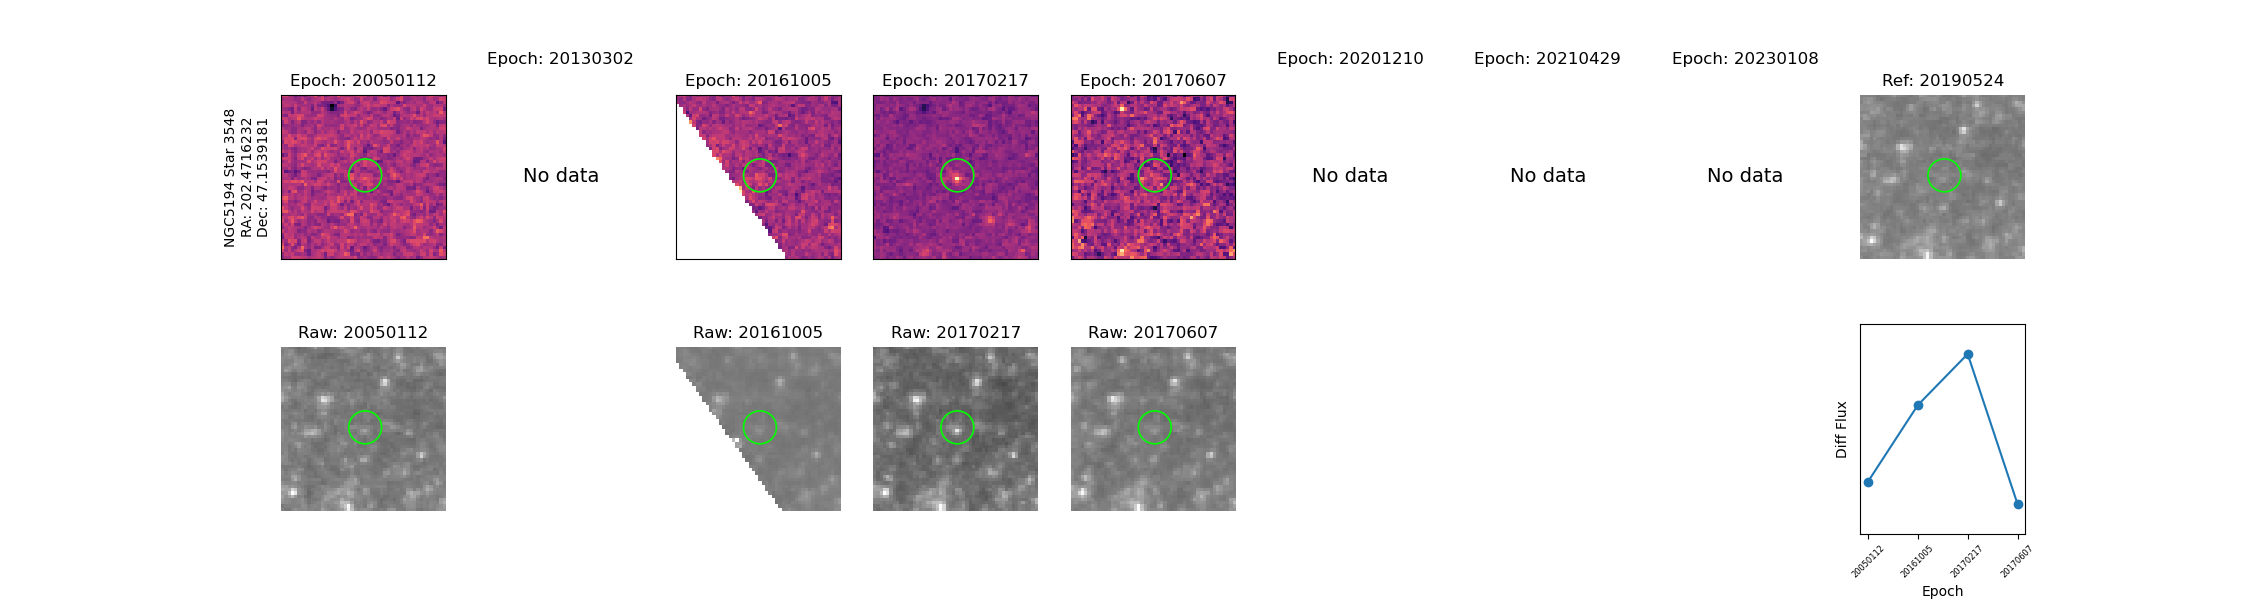 Epoch: 20130302
Epoch: 20201210
Epoch: 20210429
Epoch: 20230108
Epoch: 20050112
Epoch: 20161005
Epoch: 20170217
Epoch: 20170607
Ref: 20190524
NGC5194 Star 3548
RA: 202.4716232
Dec: 47.1539181
No data
No data
No data
No data
Raw: 20050112
Raw: 20161005
Raw: 20170217
Raw: 20170607
Diff Flux
20050112
20161005
20170217
20170607
Epoch